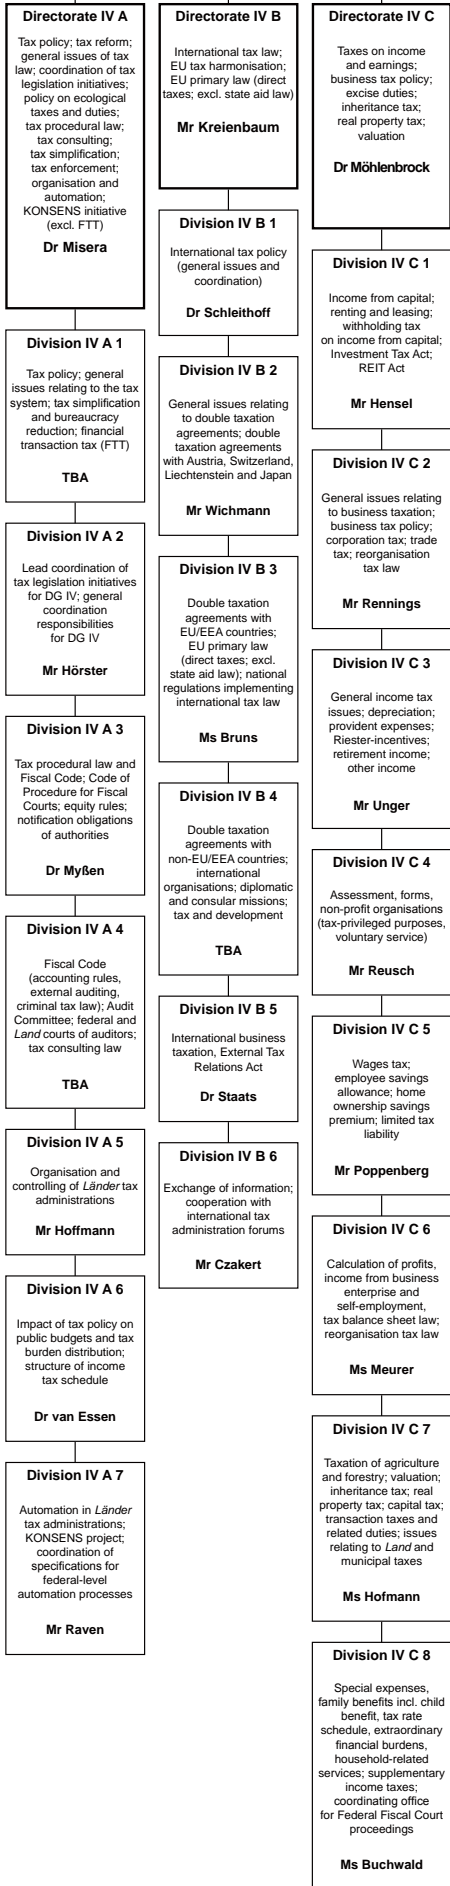 Directorate IV A
Tax policy; tax reform;
general issues of tax
law; coordination of tax
legislation initiatives;
policy on ecological
taxes and duties;
tax procedural law;
tax consulting;
tax simplification;
tax enforcement;
organisation and
automation;
KONSENS initiative
(excl. FTT)
Dr Misera
Division IV A 1
Tax policy; general
issues relating to the tax
system; tax simplification
and bureaucracy
reduction; financial
transaction tax (FTT)
TBA
Division IV A 2
Lead coordination of
tax legislation initiatives
for DG IV; general
coordination
responsibilities
for DG IV
Mr Hörster
Division IV A 3
Tax procedural law and
Fiscal Code; Code of
Procedure for Fiscal
Courts; equity rules;
notification obligations
of authorities
Dr Myßen
Division IV A 4
Fiscal Code
(accounting rules,
external auditing,
criminal tax law); Audit
Committee; federal and
Land courts of auditors;
tax consulting law
TBA
Division IV A 5
Organisation and
controlling of Länder tax
administrations
Mr Hoffmann
Division IV A 6
Impact of tax policy on
public budgets and tax
burden distribution;
structure of income
tax schedule
Dr van Essen
Division IV A 7
Automation in Länder
tax administrations;
KONSENS project;
coordination of
specifications for
federal-level
automation processes
Mr Raven
Directorate IV B
International tax law;
EU tax harmonisation;
EU primary law (direct
taxes; excl. state aid law)
Mr Kreienbaum
Division IV B 1
International tax policy
(general issues and
coordination)
Dr Schleithoff
Division IV B 2
General issues relating
to double taxation
agreements; double
taxation agreements
with Austria, Switzerland,
Liechtenstein and Japan
Mr Wichmann
Division IV B 3
Double taxation
agreements with
EU/EEA countries;
EU primary law
(direct taxes; excl.
state aid law); national
regulations implementing
international tax law
Ms Bruns
Division IV B 4
Double taxation
agreements with
non-EU/EEA countries;
international
organisations; diplomatic
and consular missions;
tax and development
TBA
Division IV B 5
International business
taxation, External Tax
Relations Act
Dr Staats
Division IV B 6
Exchange of information;
cooperation with
international tax
administration forums
Mr Czakert
Directorate IV C
Taxes on income
and earnings;
business tax policy;
excise duties;
inheritance tax;
real property tax;
valuation
Dr Möhlenbrock
Division IV C 1
Income from capital;
renting and leasing;
withholding tax
on income from capital;
Investment Tax Act;
REIT Act
Mr Hensel
Division IV C 2
General issues relating
to business taxation;
business tax policy;
corporation tax; trade
tax; reorganisation
tax law
Mr Rennings
Division IV C 3
General income tax
issues; depreciation;
provident expenses;
Riester-incentives;
retirement income;
other income
Mr Unger
Division IV C 4
Assessment, forms,
non-profit organisations
(tax-privileged purposes,
voluntary service)
Mr Reusch
Division IV C 5
Wages tax;
employee savings
allowance; home
ownership savings
premium; limited tax
liability
Mr Poppenberg
Division IV C 6
Calculation of profits,
income from business
enterprise and
self-employment,
tax balance sheet law;
reorganisation tax law
Ms Meurer
Division IV C 7
Taxation of agriculture
and forestry; valuation;
inheritance tax; real
property tax; capital tax;
transaction taxes and
related duties; issues
relating to Land and
municipal taxes
Ms Hofmann
Division IV C 8
Special expenses,
family benefits incl. child
benefit, tax rate
schedule, extraordinary
financial burdens,
household-related
services; supplementary
income taxes;
coordinating office
for Federal Fiscal Court
proceedings
Ms Buchwald